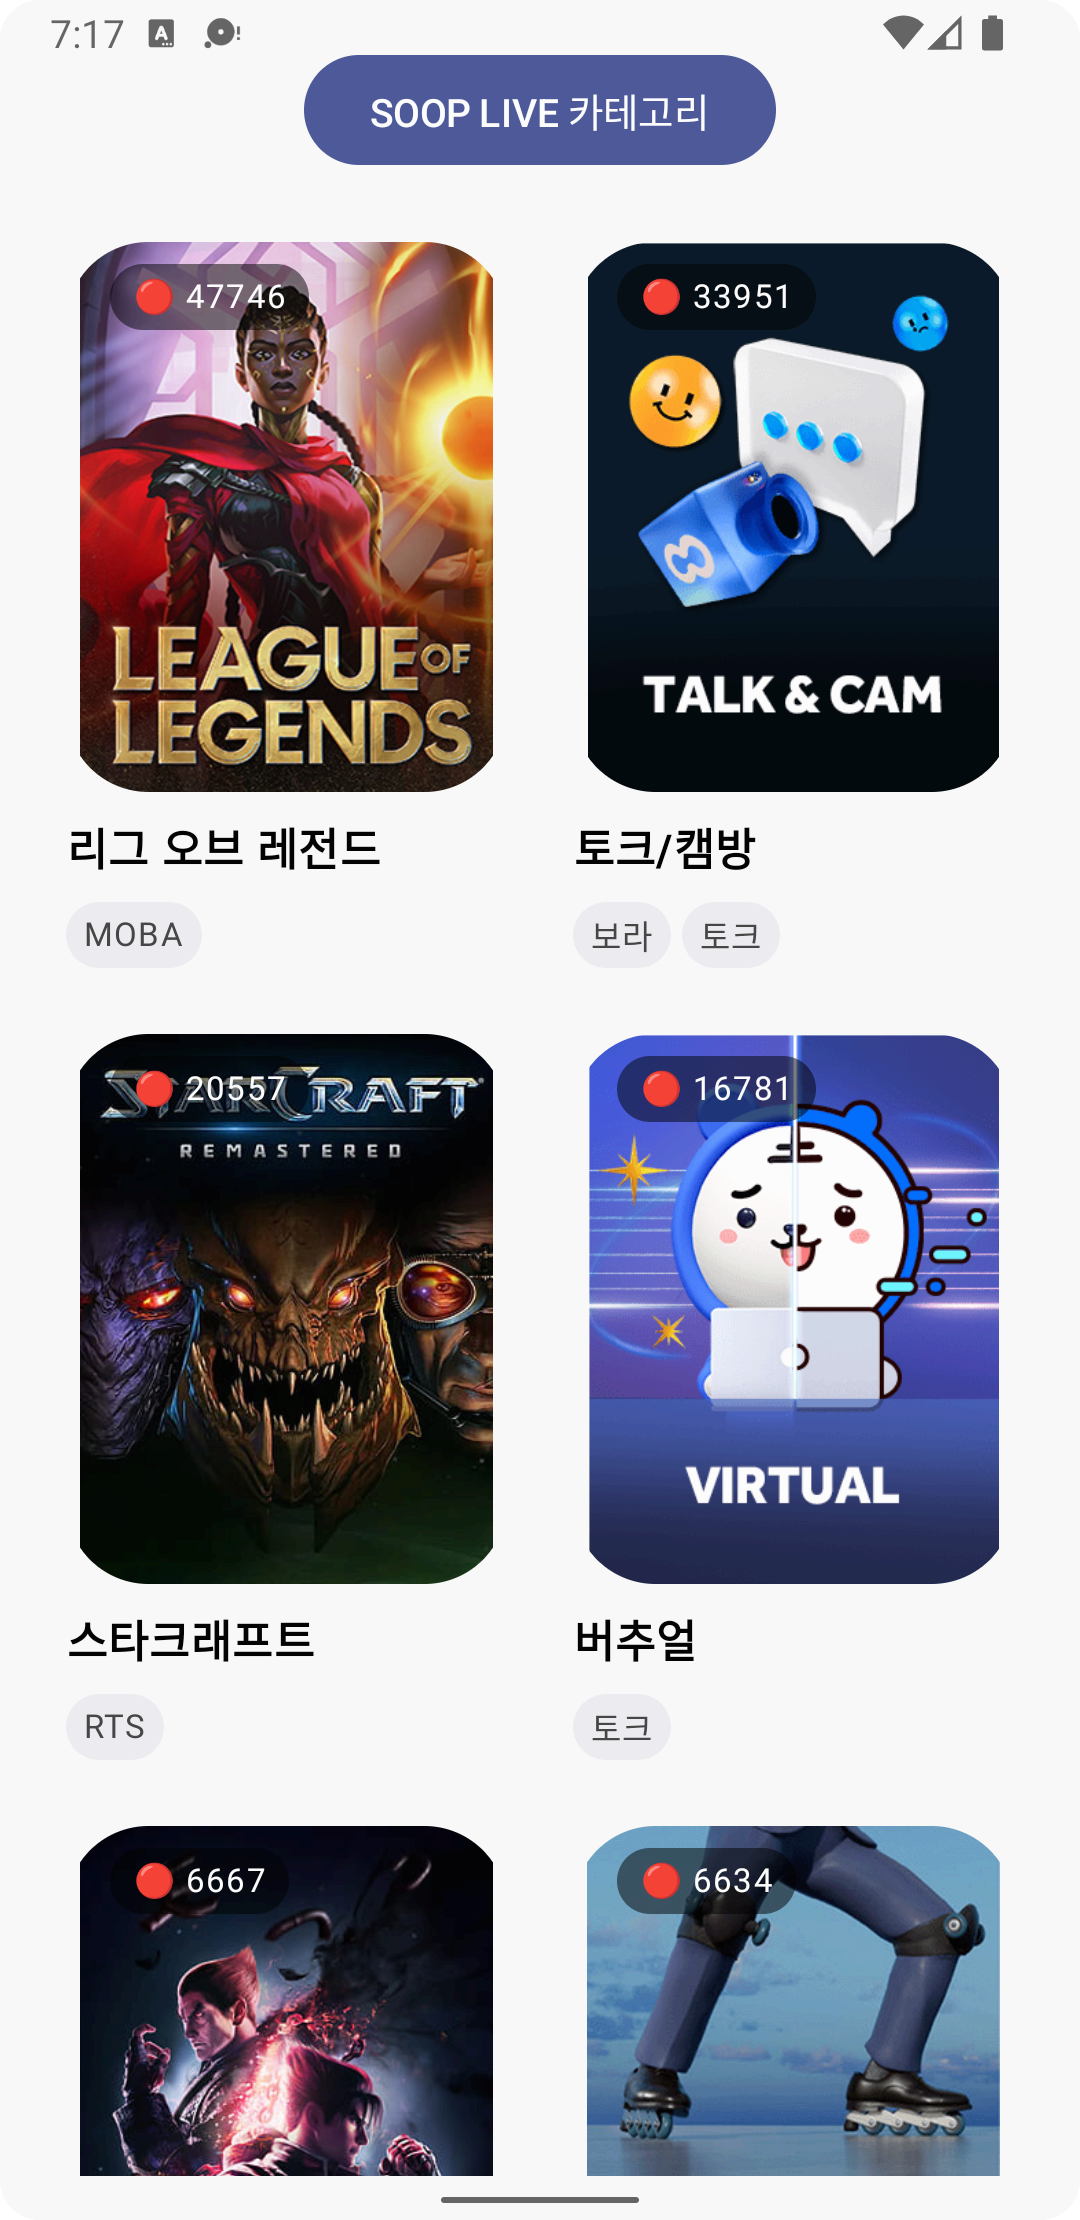 7:17
SOOP LIVE 카테고리
47746
LEAGUE OF
LEGENDS
리그 오브 레전드
MOBA
33951
TALK & CAM
토크/캠방
보라 토크
20557
STARCRAFT
REMASTERED
스타크래프트
RTS
16781
VIRTUAL
버추얼
토크
6667
6634